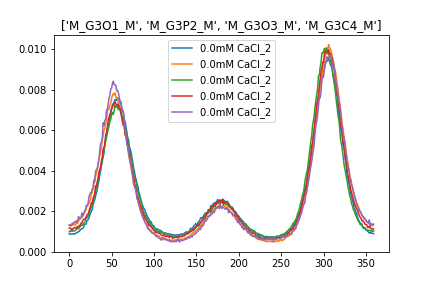 ['M_G3O1_M', 'M_G3P2_M', 'M_G3O3_M', 'M_G3C4_M']
0.010
0.008
0.006
0.004
0.002
0.000
0.0mM CaCl_2
0.0mM CaCl_2
0.0mM CaCl_2
0.0mM CaCl_2
0.0mM CaCl_2
0 50 100 150 200 250 300 350